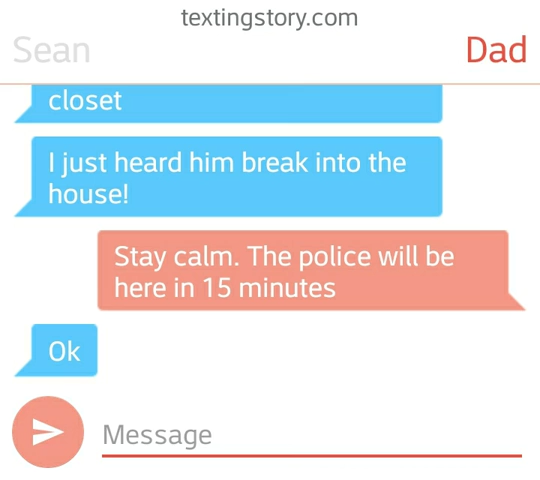 textingstory.com
Sean
Dad
closet
I just heard him break into the
house!
Stay calm. The police will be
here in 15 minutes
Ok
Message